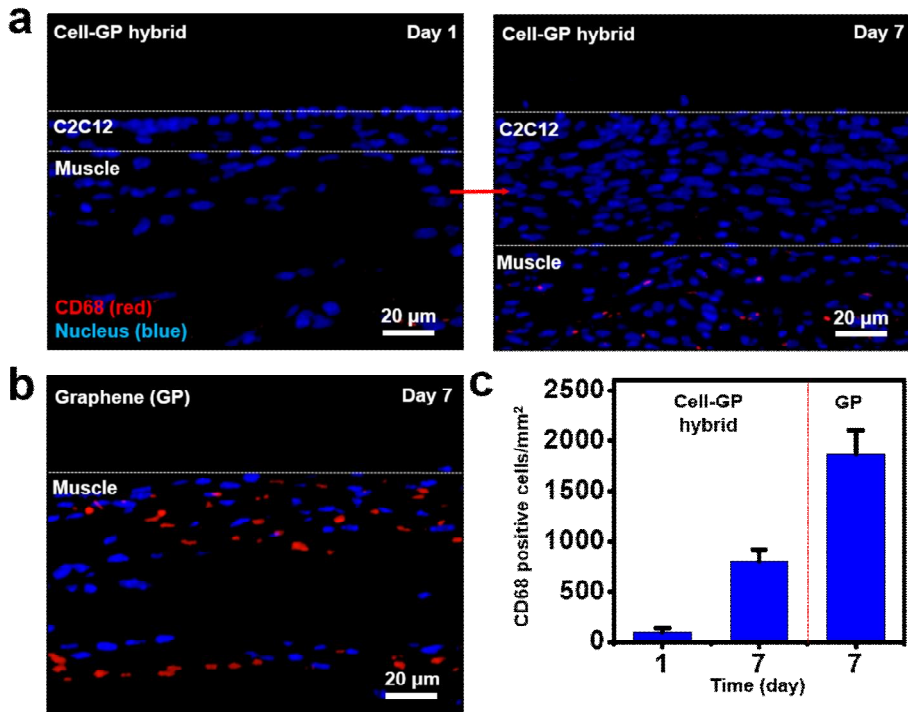 a
Cell-GP hybrid Day 1
C2C12
Muscle
CD68 (red)
Nucleus (blue)
20 µm
Cell-GP hybrid Day 7
C2C12
Muscle
20 µm
b
Graphene (GP) Day 7
Muscle
20 µm
c
CD68 positive cells/mm²
2500
2000
1500
1000
500
0
Cell-GP
hybrid
GP
1 7 7
Time (day)